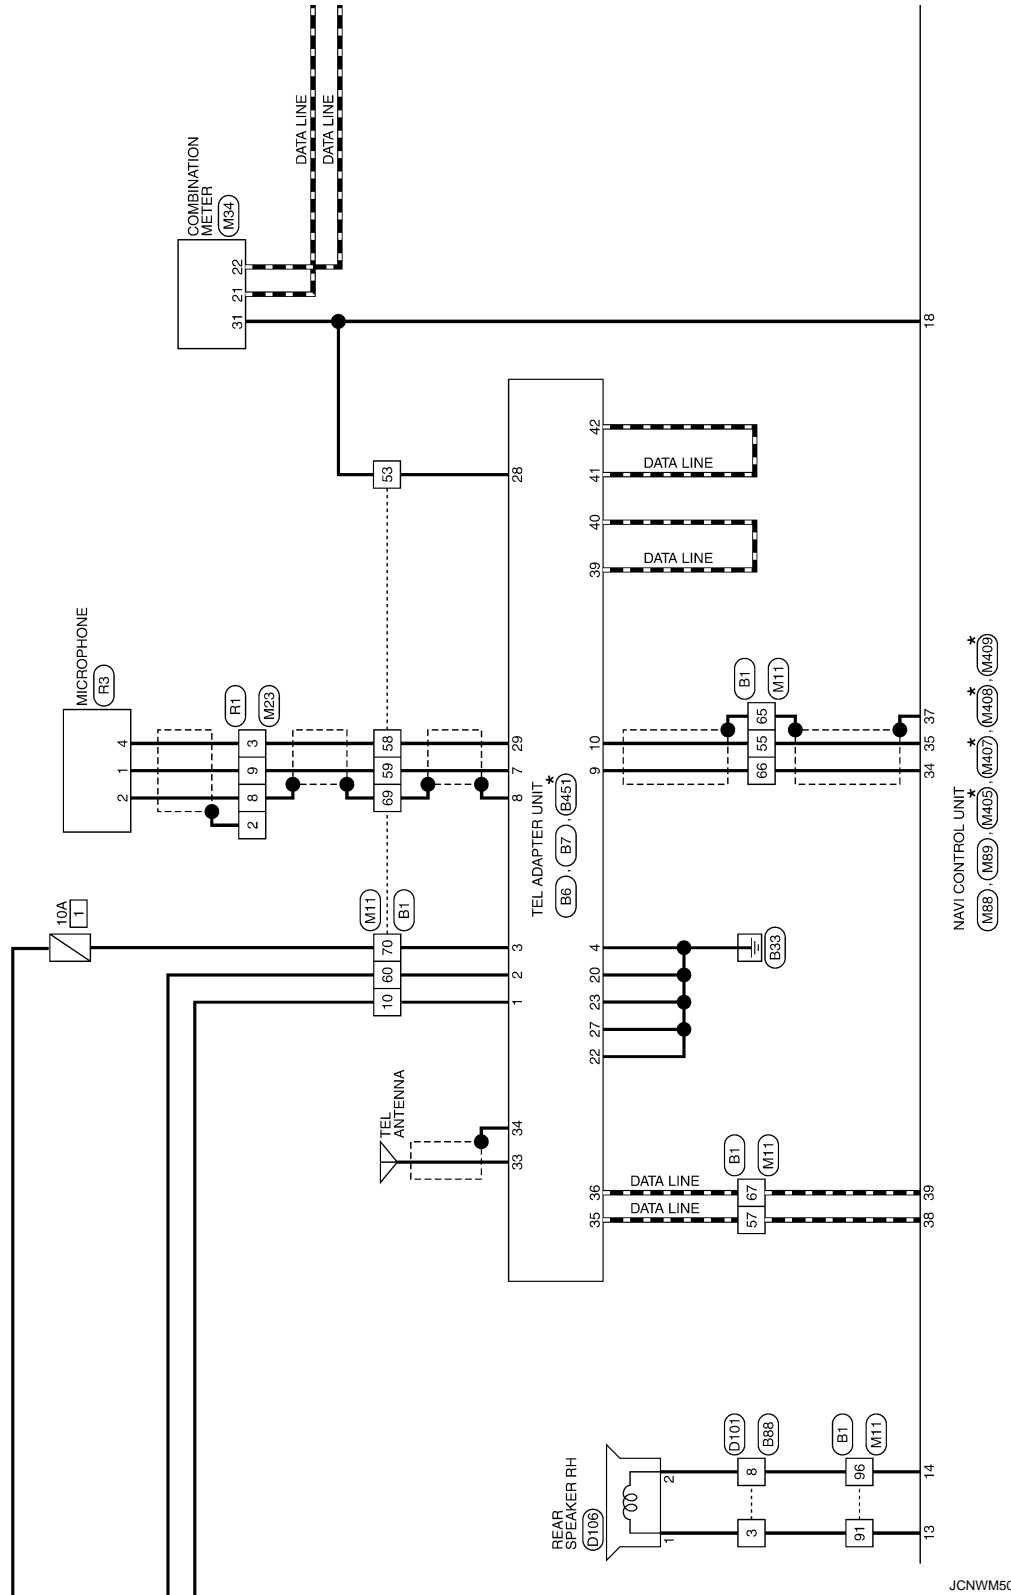 DATA LINE
DATA LINE
COMBINATION
METER
M34
22
21
31
18
42
41
DATA LINE
40
39
DATA LINE
53
28
MICROPHONE
R3
4
1
2
R1
M23
3
9
8
2
58
59
69
29
7
8
10
9
B1
M11
65
55
66
37
35
34
TEL ADAPTER UNIT
B6 , B7 , B451 *
NAVI CONTROL UNIT
M88 , M89 , M405 * , M407 * , M408 * , M409 *
10A
1
M11
B1
70
60
10
3
2
1
4
20
23
27
22
B33
TEL
ANTENNA
34
33
36
35
DATA LINE
DATA LINE
B1
M11
67
57
39
38
REAR
SPEAKER RH
D106
2
1
D101
B88
8
3
B1
M11
96
91
14
13
JCNWM50